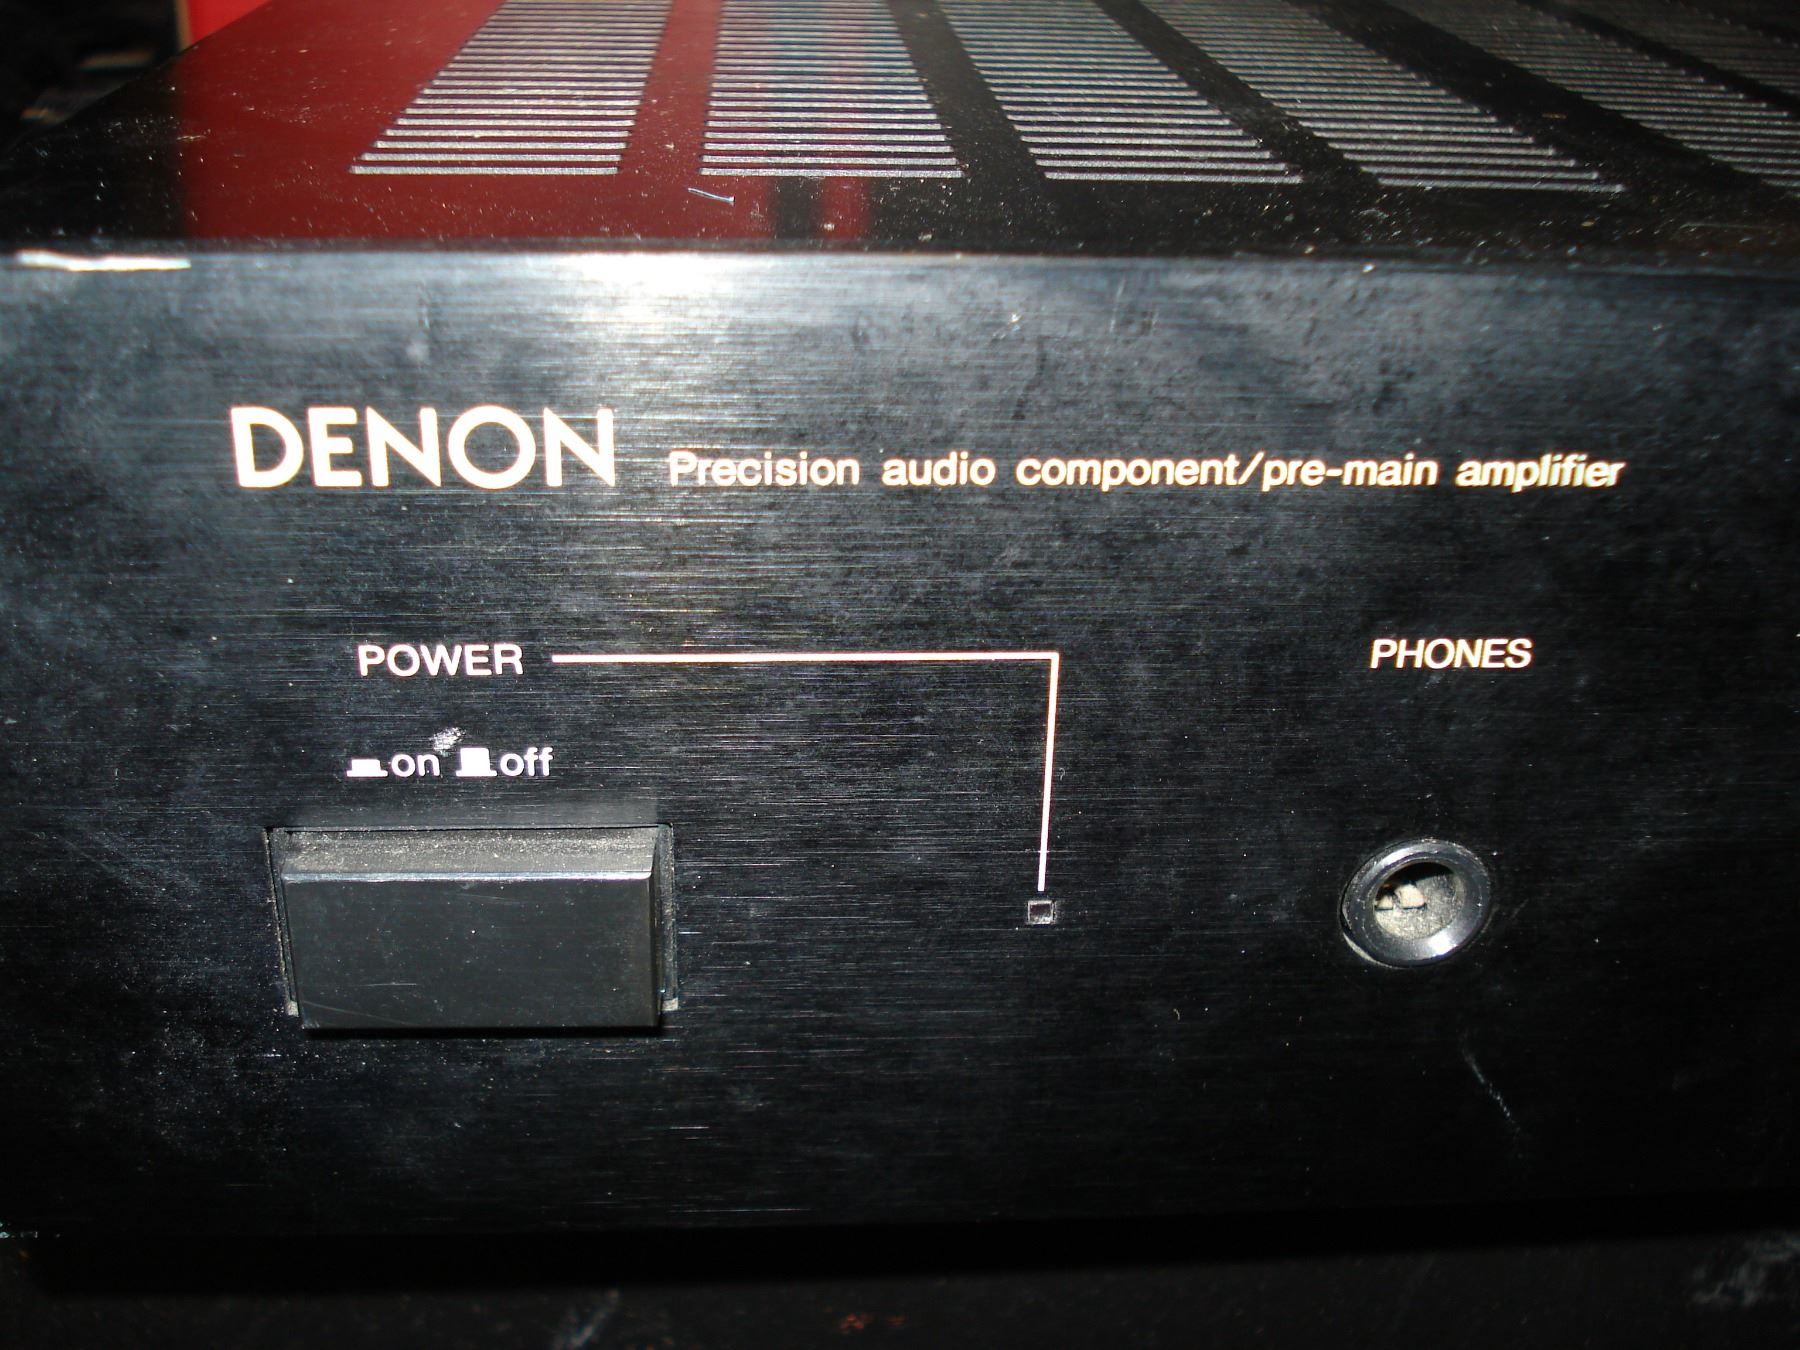 DENON Precision audio component/pre-main amplifier
POWER PHONES
on off